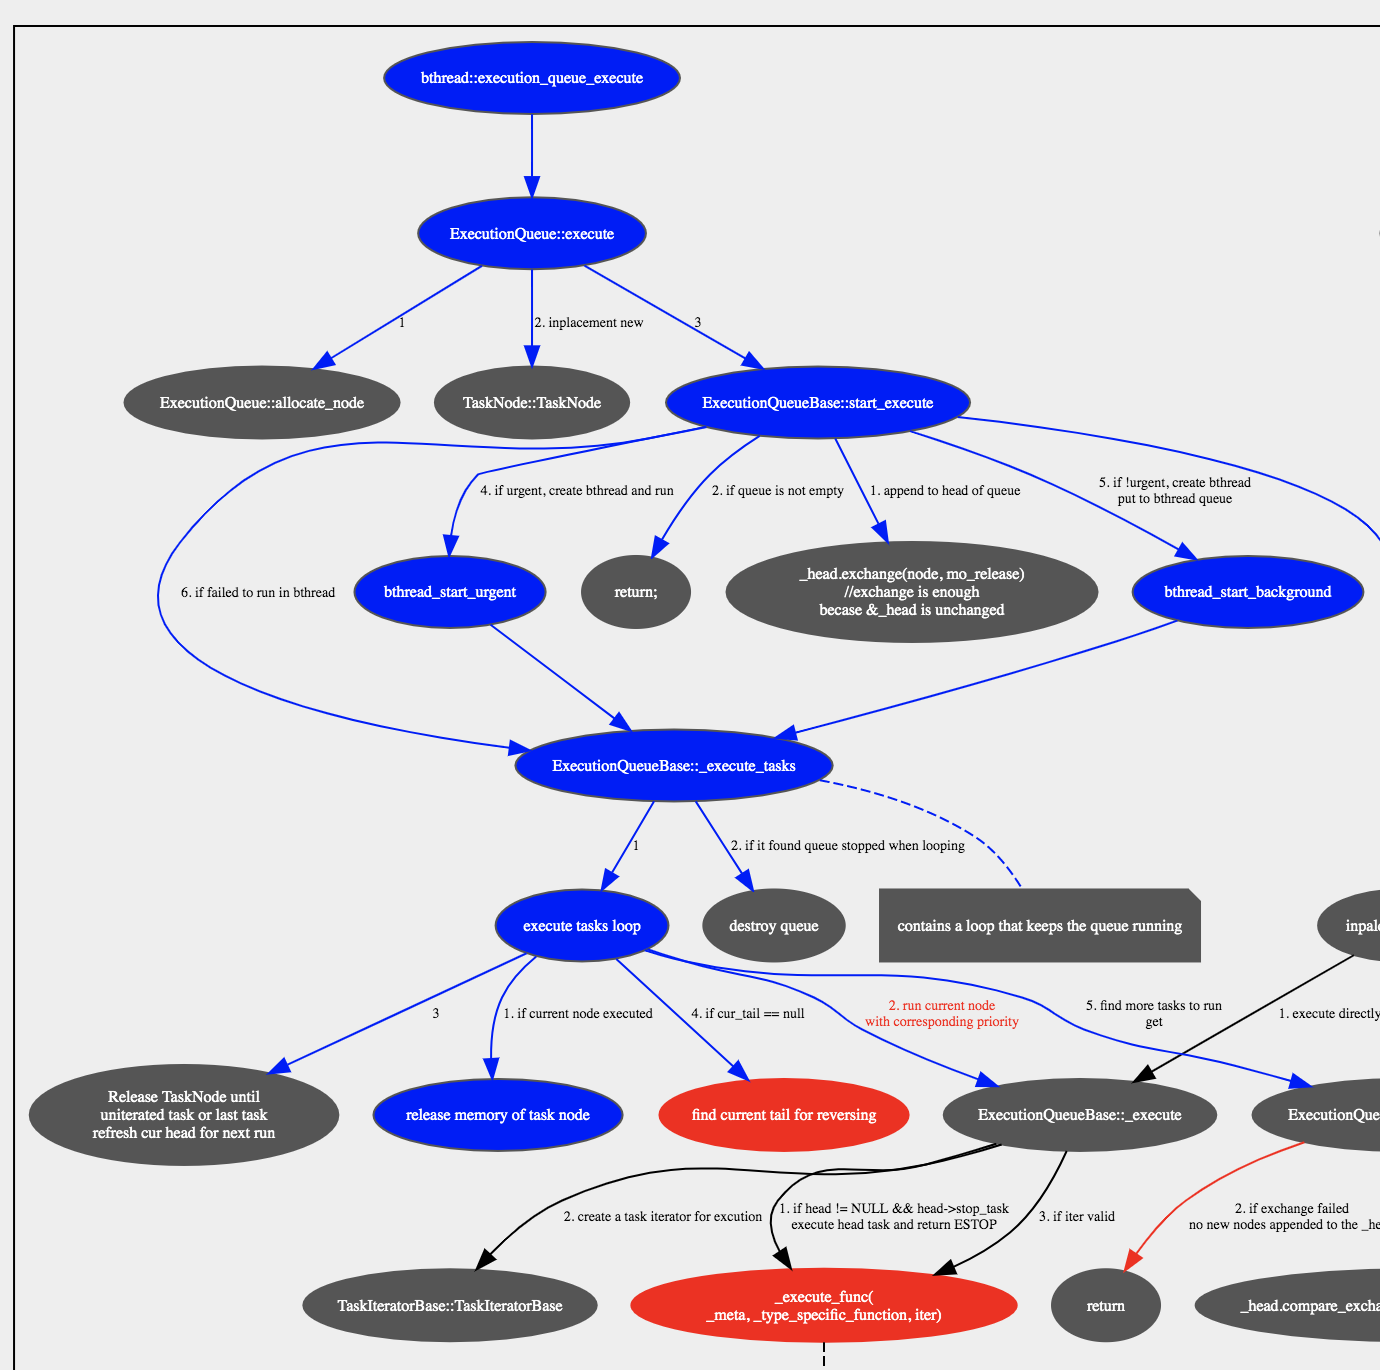 bthread::execution_queue_execute
ExecutionQueue::execute
1
2. inplacement new
3
ExecutionQueue::allocate_node
TaskNode::TaskNode
ExecutionQueueBase::start_execute
4. if urgent, create bthread and run
2. if queue is not empty
1. append to head of queue
5. if !urgent, create bthread
put to bthread queue
6. if failed to run in bthread
bthread_start_urgent
return;
_head.exchange(node, mo_release)
//exchange is enough
becase &_head is unchanged
bthread_start_background
ExecutionQueueBase::_execute_tasks
1
2. if it found queue stopped when looping
execute tasks loop
destroy queue
contains a loop that keeps the queue running
3
1. if current node executed
4. if cur_tail == null
2. run current node
with corresponding priority
5. find more tasks to run
get
1. execute directly
Release TaskNode until
uniterated task or last task
refresh cur head for next run
release memory of task node
find current tail for reversing
ExecutionQueueBase::_execute
2. create a task iterator for excution
1. if head != NULL && head->stop_task
execute head task and return ESTOP
3. if iter valid
2. if exchange failed
no new nodes appended to the
TaskIteratorBase::TaskIteratorBase
_execute_func(
_meta, _type_specific_function, iter)
return